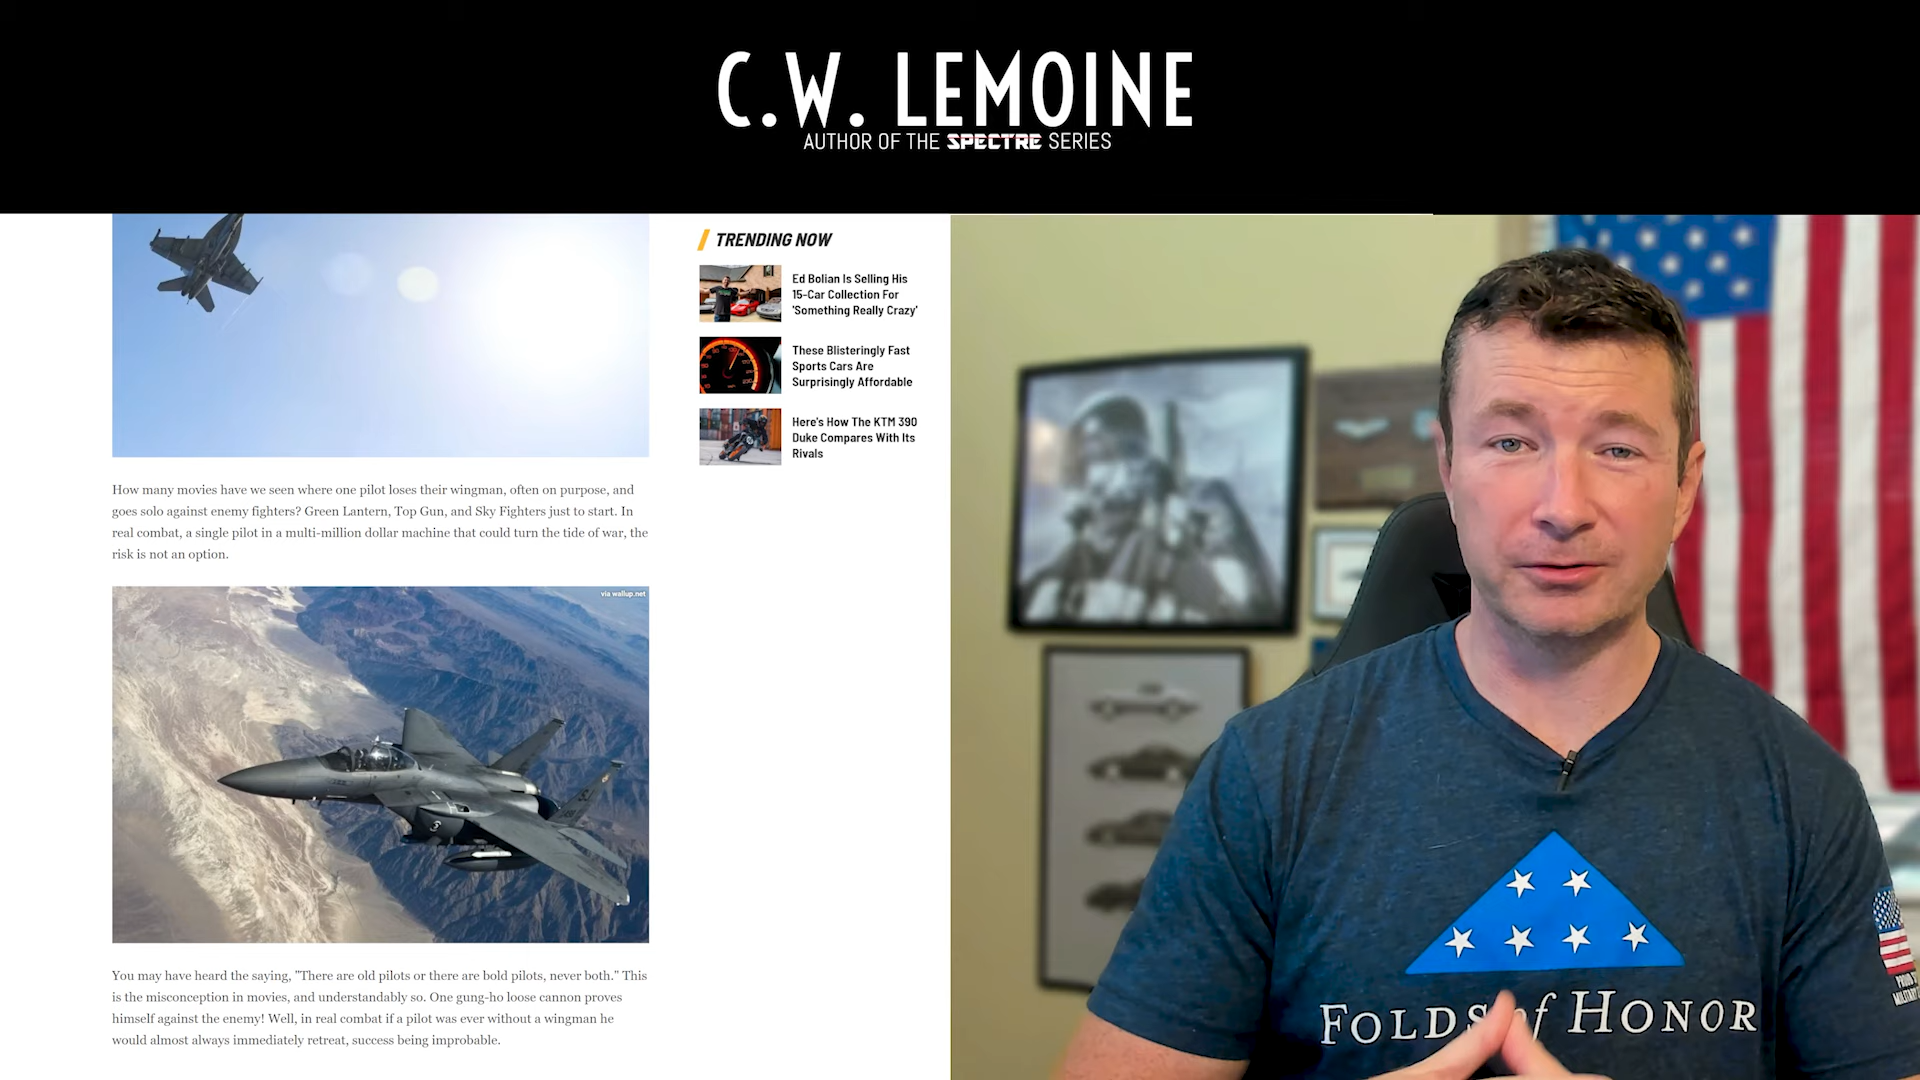 C.W. LEMOINE
AUTHOR OF THE SPECTRE SERIES
TRENDING NOW
Ed Bolian Is Selling His
15-Car Collection For
'Something Really Crazy'
These Blisteringly Fast
Sports Cars Are
Surprisingly Affordable
Here's How The KTM 390
Duke Compares With Its
Rivals
How many movies have we seen where one pilot loses their wingman, often on purpose, and
goes solo against enemy fighters? Green Lantern, Top Gun, and Sky Fighters just to start. In
real combat, a single pilot in a multi-million dollar machine that could turn the tide of war, the
risk is not an option.
via wallup.net
You may have heard the saying, "There are old pilots or there are bold pilots, never both." This
is the misconception in movies, and understandably so. One gung-ho loose cannon proves
himself against the enemy! Well, in real combat if a pilot was ever without a wingman he
would almost always immediately retreat, success being improbable.
FOLDS of HONOR
PROUD
MILITARY